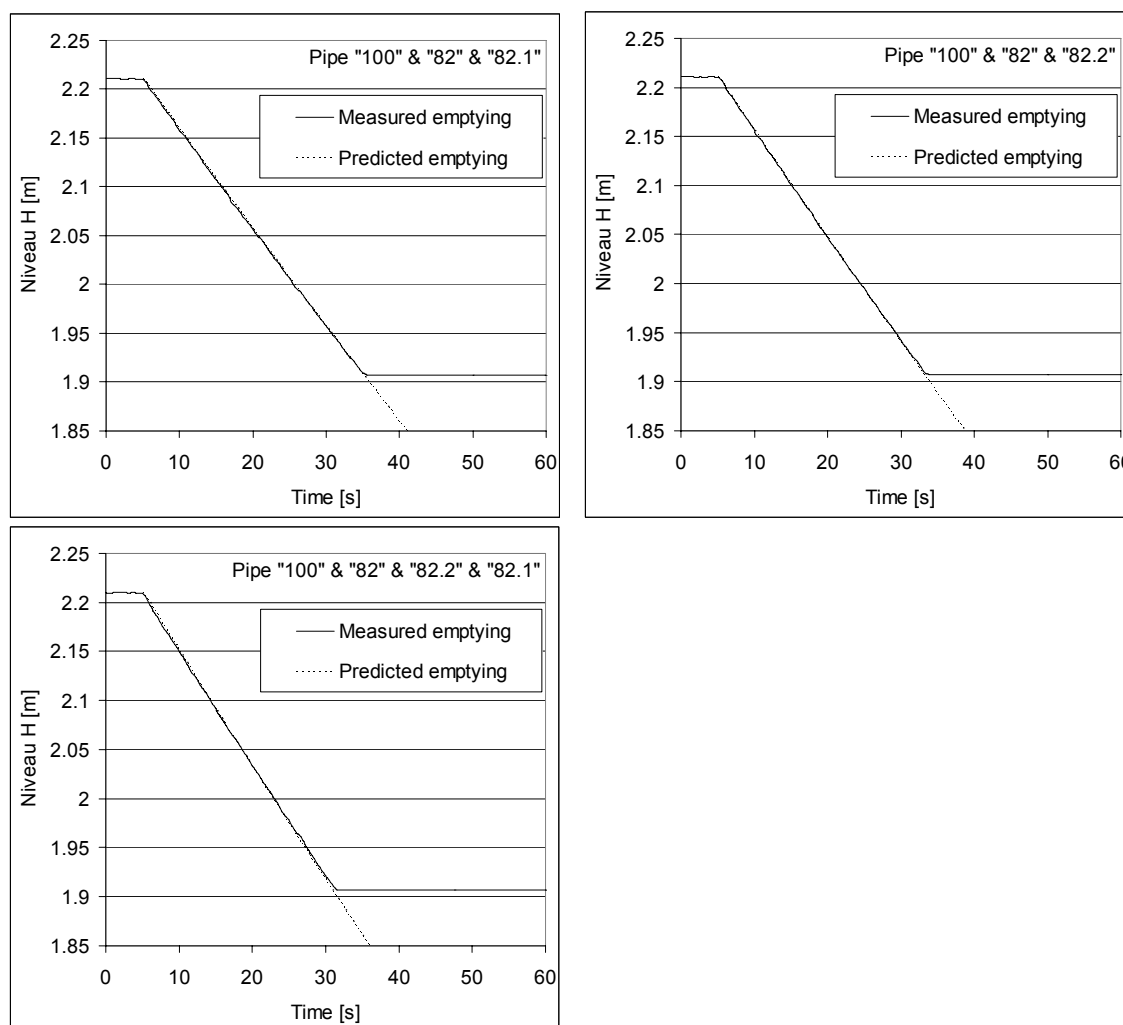 Pipe "100" & "82" & "82.1"
Measured emptying
Predicted emptying
Niveau H [m]
2.25
2.2
2.15
2.1
2.05
2
1.95
1.9
1.85
0 10 20 30 40 50 60
Time [s]
Pipe "100" & "82" & "82.2"
Measured emptying
Predicted emptying
Niveau H [m]
2.25
2.2
2.15
2.1
2.05
2
1.95
1.9
1.85
0 10 20 30 40 50 60
Time [s]
Pipe "100" & "82" & "82.2" & "82.1"
Measured emptying
Predicted emptying
Niveau H [m]
2.25
2.2
2.15
2.1
2.05
2
1.95
1.9
1.85
0 10 20 30 40 50 60
Time [s]